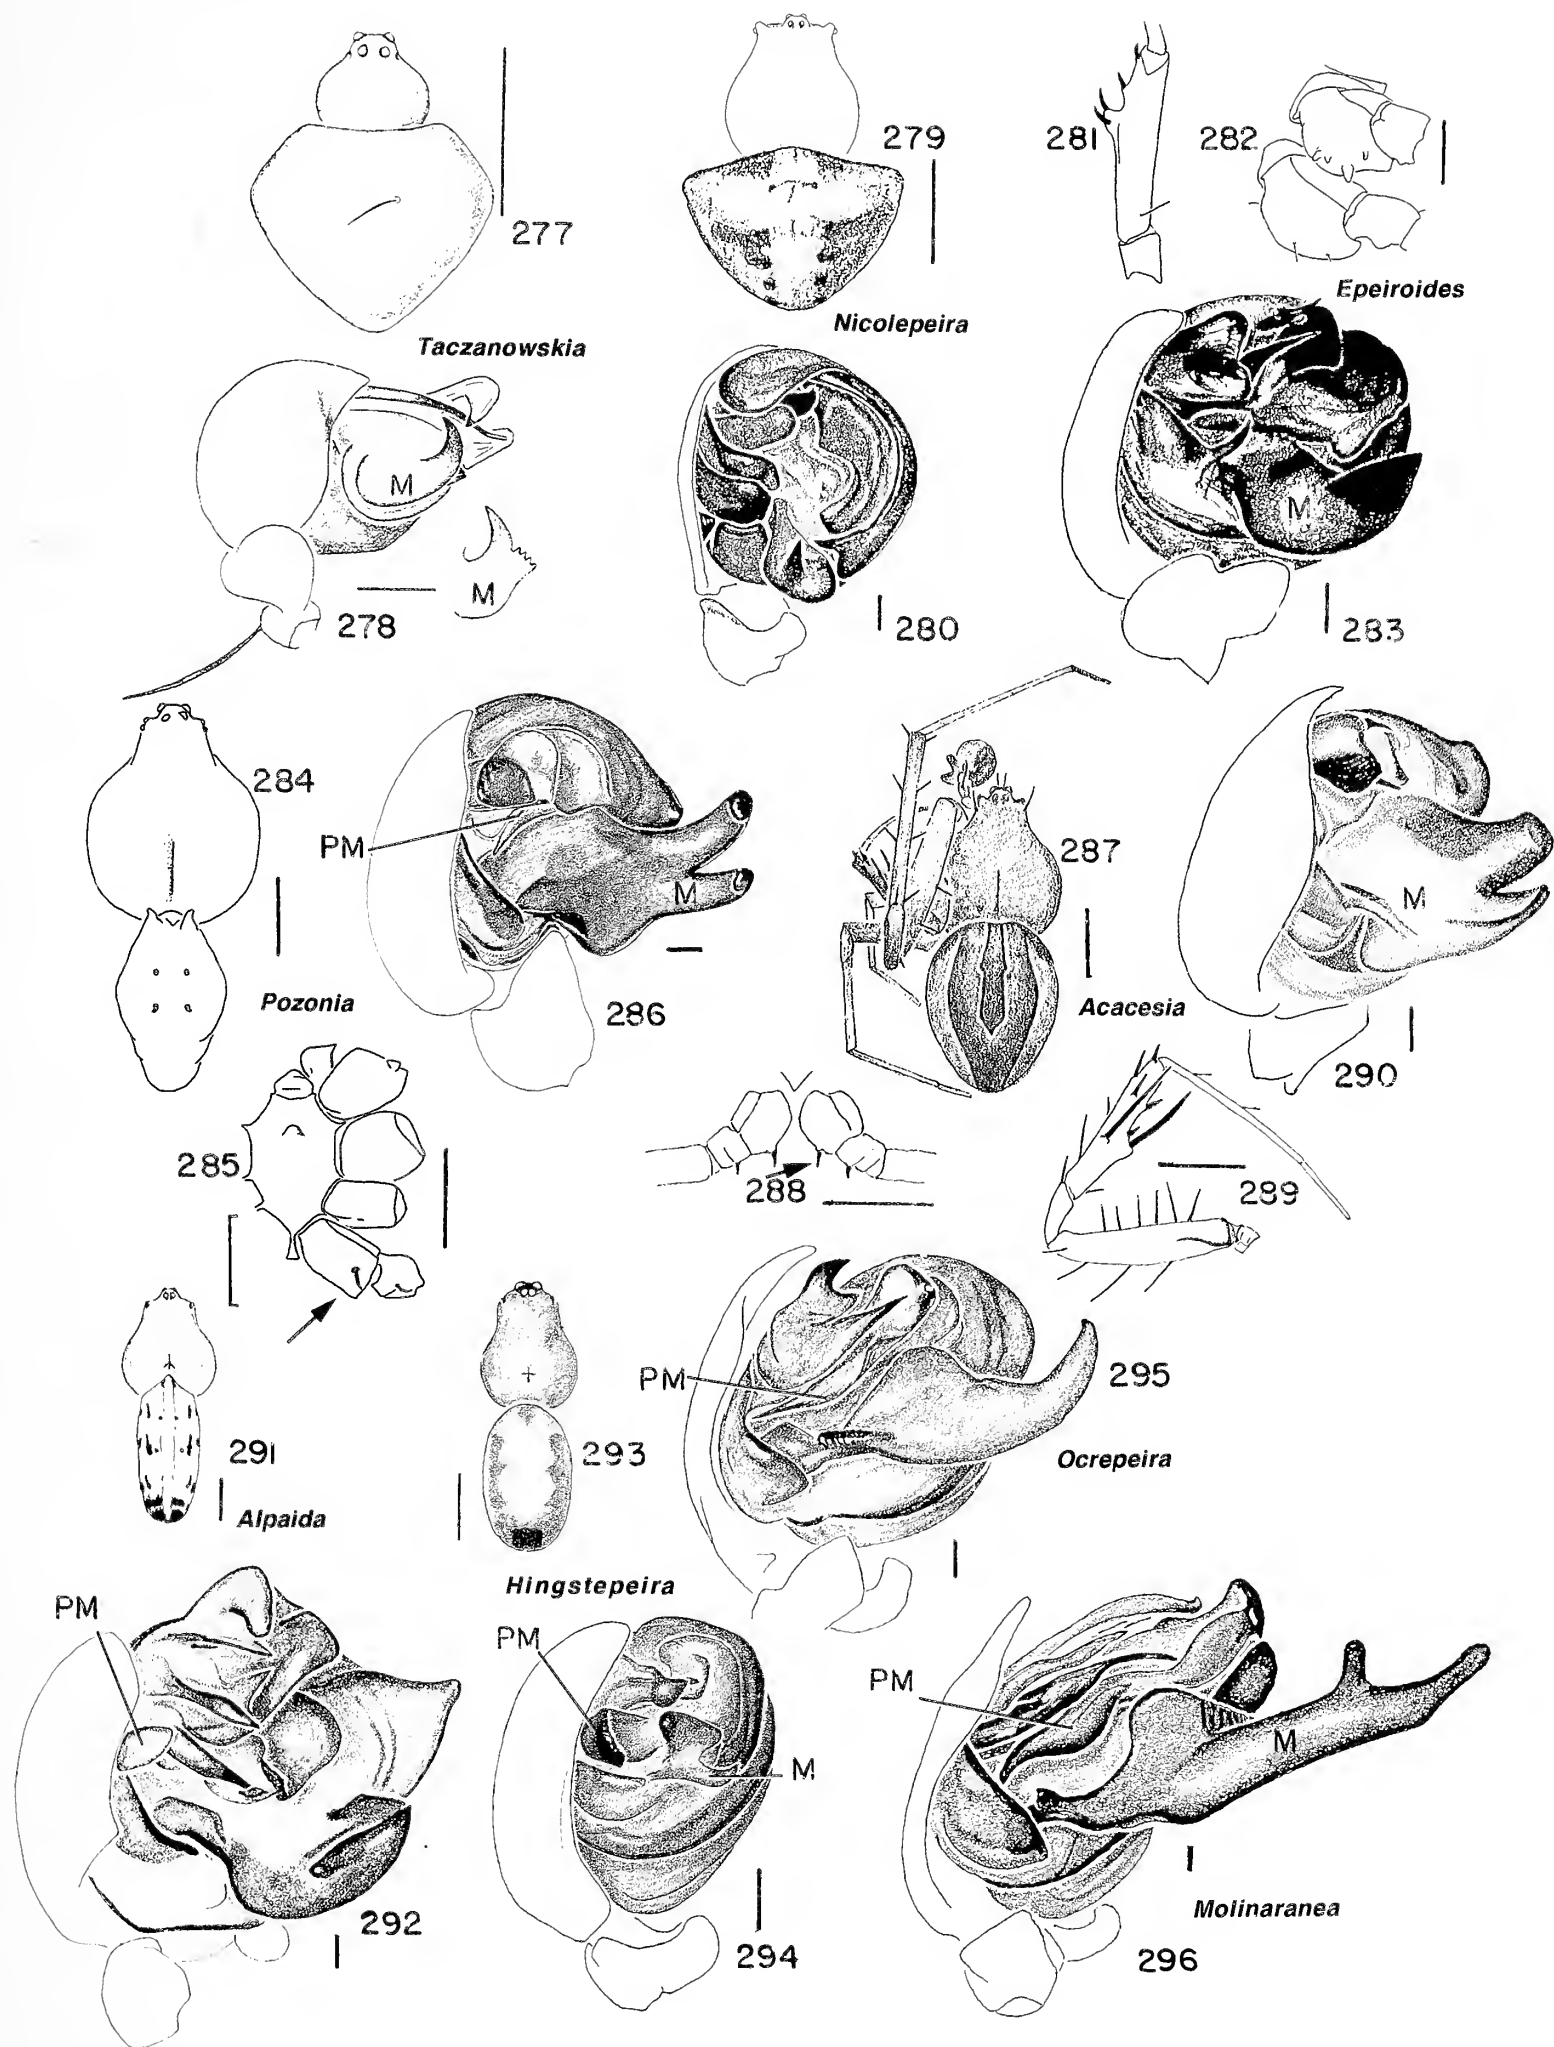 277
279
281
282
Epeiroides
Nicolepeira
Taczanowskia
M
M
M
278
280
283
284
PM
M
287
M
Pozonia
286
Acacesia
290
285
288
289
PM
295
291
293
Ocrepeira
Alpaida
Hingstepeira
PM
PM
PM
M
M
292
294
Molinaranea
296